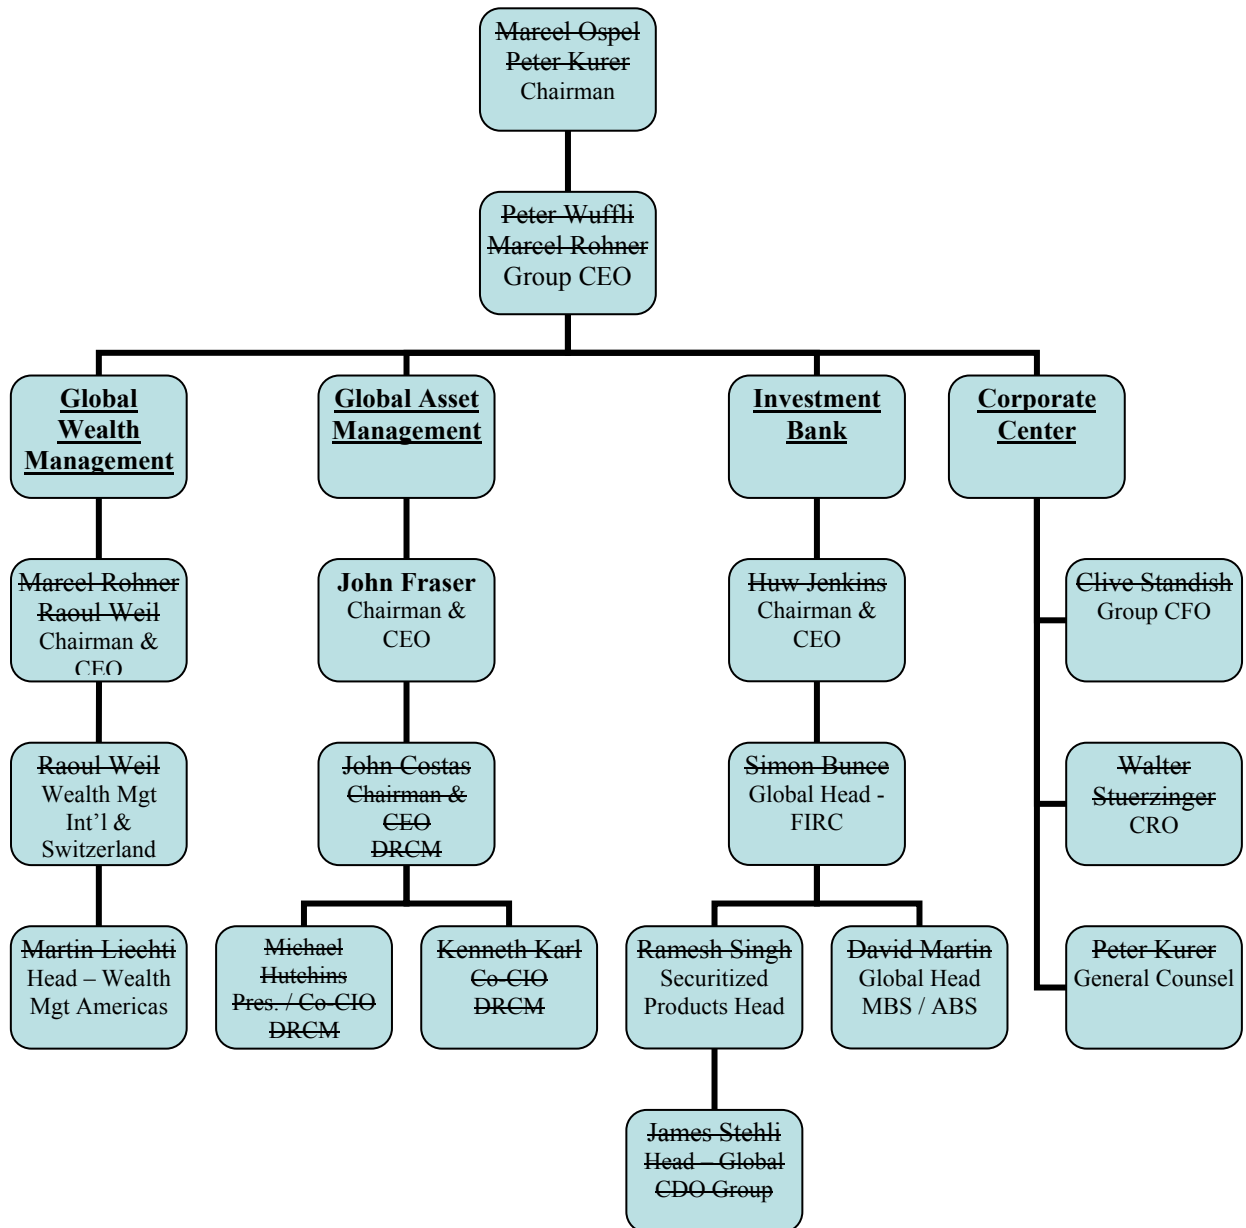 Marcel Ospel
Peter Kurer
Chairman
Peter Wuffli
Marcel Rohner
Group CEO
Global
Wealth
Management
Global Asset
Management
Investment
Bank
Corporate
Center
Marcel Rohner
Raoul Weil
Chairman &
CEO
John Fraser
Chairman &
CEO
Huw Jenkins
Chairman &
CEO
Clive Standish
Group CFO
Raoul Weil
Wealth Mgt
Int'l &
Switzerland
John Costas
Chairman &
CEO
DRCM
Simon Bunce
Global Head -
FIRC
Walter
Stuerzinger
CRO
Martin Liechti
Head – Wealth
Mgt Americas
Michael
Hutchins
Pres. / Co-CIO
DRCM
Kenneth Karl
Co-CIO
DRCM
Ramesh Singh
Securitized
Products Head
David Martin
Global Head
MBS / ABS
Peter Kurer
General Counsel
James Stehli
Head – Global
CDO Group